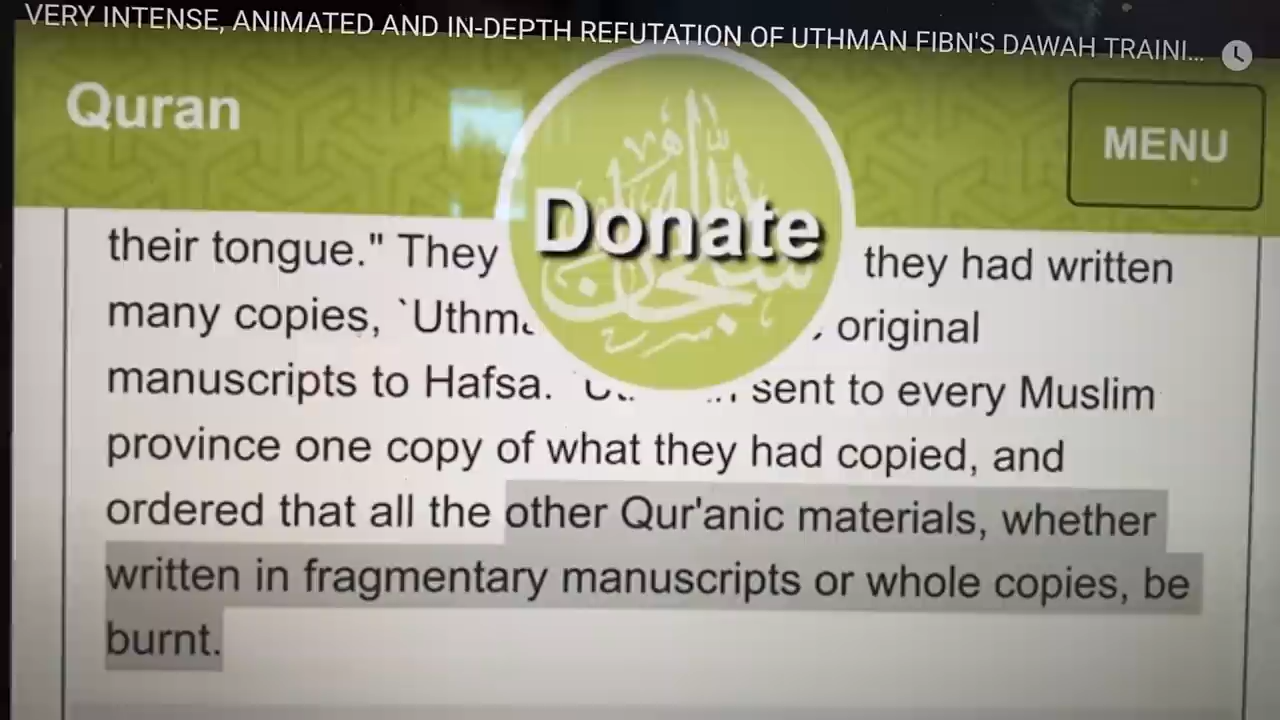 VERY INTENSE, ANIMATED AND IN-DEPTH REFUTATION OF UTHMAN FIBN'S DAWAH TRAINI...
Quran
MENU
Donate
their tongue." They they had written
many copies, original
manuscripts to Hafsa. sent to every Muslim
province one copy of what they had copied, and
ordered that all the other Qur'anic materials, whether
written in fragmentary manuscripts or whole copies, be
burnt.